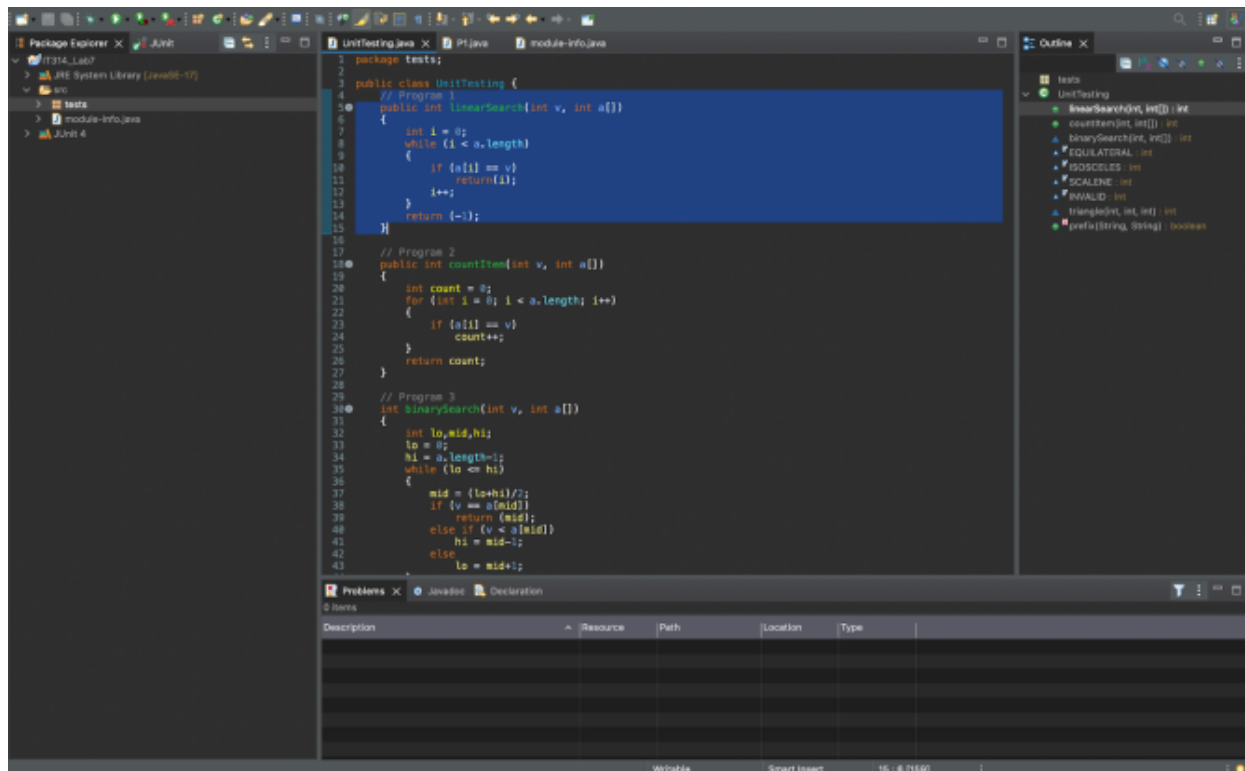 Package Explorer
JUnit
IT314_Lab7
JRE System Library [JavaSE-17]
src
tests
module-info.java
JUnit 4
UnitTesting.java
P1.java
module-info.java
1 package tests;
2
3 public class UnitTesting {
4 // Program 1
5 public int linearSearch(int v, int a[])
6 {
7 int i = 0;
8 while (i < a.length)
9 {
10 if (a[i] == v)
11 return(i);
12 i++;
13 }
14 return (-1);
15 }
16
17 // Program 2
18 public int countItem(int v, int a[])
19 {
20 int count = 0;
21 for (int i = 0; i < a.length; i++)
22 {
23 if (a[i] == v)
24 count++;
25 }
26 return count;
27 }
28
29 // Program 3
30 int binarySearch(int v, int a[])
31 {
32 int lo,mid,hi;
33 lo = 0;
34 hi = a.length-1;
35 while (lo <= hi)
36 {
37 mid = (lo+hi)/2;
38 if (v == a[mid])
39 return (mid);
40 else if (v < a[mid])
41 hi = mid-1;
42 else
43 lo = mid+1;
Outline
tests
UnitTesting
linearSearch(int, int[]) : int
countItem(int, int[]) : int
binarySearch(int, int[]) : int
EQUILATERAL : int
ISOSCELES : int
SCALENE : int
INVALID : int
triangle(int, int, int) : int
prefix(String, String) : boolean
Problems
Javadoc
Declaration
0 items
Description
Resource
Path
Location
Type
Writable
Smart Insert
15 : 6 [159]